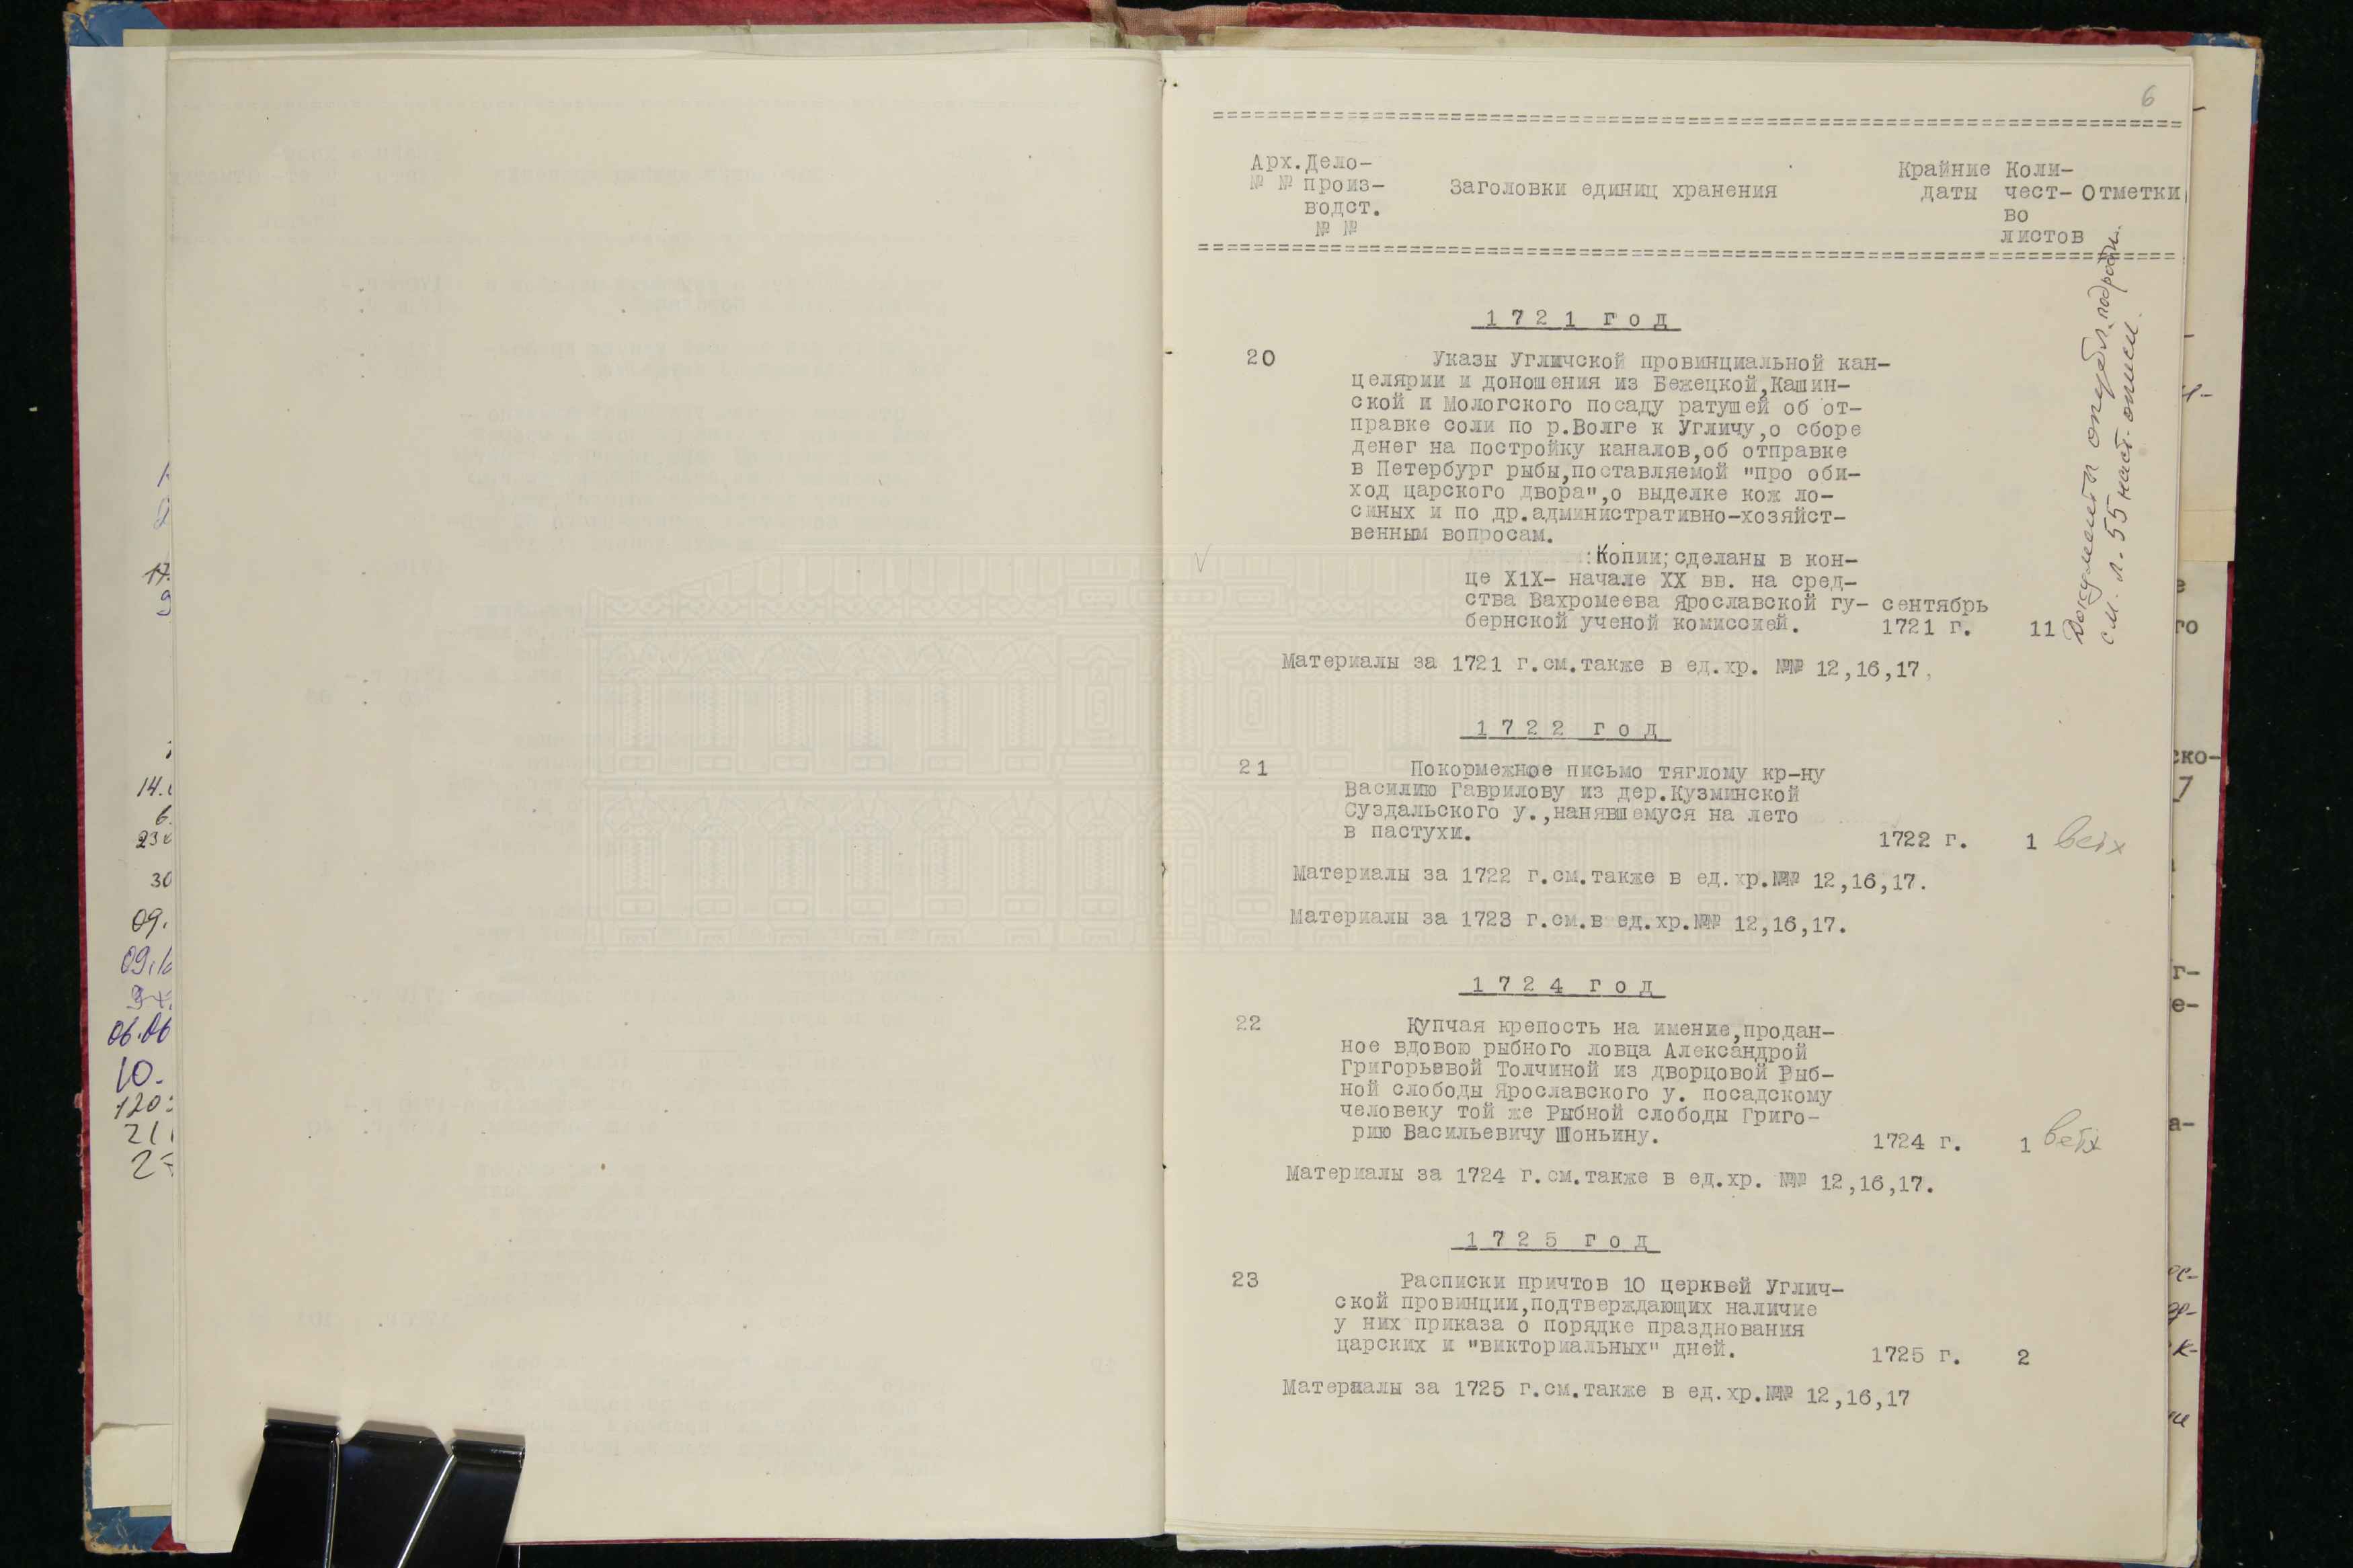 6
Арх. Дело- Крайние Коли-
№ № произ- Заголовки единиц хранения даты чест- Отметки
водст. во
№ № листов
1721 год
20 Указы Угличской провинциальной кан-
целярии и доношения из Бежецкой,Кашин-
ской и Мологского посаду ратушей об от-
правке соли по р.Волге к Угличу,о сборе
денег на постройку каналов,об отправке
в Петербург рыбы,поставляемой "про оби-
ход царского двора",о выделке кож ло-
синых и по др.административно-хозяйст-
венным вопросам.
:Копии;сделаны в кон-
це X1X- начале XX вв. на сред-
ства Вахромеева Ярославской гу- сентябрь
бернской ученой комиссией. 1721 г. 11
Документы опубл. подробн.
см. л. 55 наст. описи.
Материалы за 1721 г.см.также в ед.хр. №№ 12,16,17.
1722 год
21 Покормежное письмо тяглому кр-ну
Василию Гаврилову из дер.Кузминской
Суздальского у.,нанявшемуся на лето
в пастухи. 1722 г. 1 ветх
Материалы за 1722 г.см.также в ед.хр.№№ 12,16,17.
Материалы за 1723 г.см.в ед.хр.№№ 12,16,17.
1724 год
22 Купчая крепость на имение,продан-
ное вдовою рыбного ловца Александрой
Григорьевой Толчиной из дворцовой Рыб-
ной слободы Ярославского у. посадскому
человеку той же Рыбной слободы Григо-
рию Васильевичу Шоньину. 1724 г. 1 ветх
Материалы за 1724 г.см.также в ед.хр. №№ 12,16,17.
1725 год
23 Расписки причтов 10 церквей Углич-
ской провинции,подтверждающих наличие
у них приказа о порядке празднования
царских и "викториальных" дней. 1725 г. 2
Материалы за 1725 г.см.также в ед.хр.№№ 12,16,17